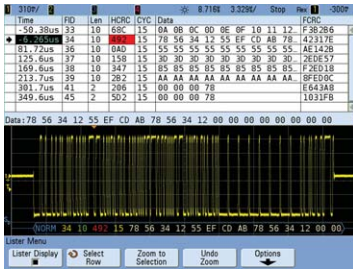 310V/ 8.716% 3.329%/ Stop -300V
Time FID Len HCRC CYC Data FCRC
-50.38us 33 10 68C 15 0A 0B 0C 0D 0E 0F 10 11 12.. F3B2B6
-6.265us 34 10 492 15 78 56 34 12 55 EF CD AB 78.. 42317E
81.72us 36 10 0AD 15 55 55 55 55 55 55 55 55 55.. AE142B
125.6us 37 10 158 15 3D 3D 3D 3D 3D 3D 3D 3D 3D.. 2EDE57
169.6us 38 10 347 15 85 85 85 85 85 85 85 85 85.. F2ED18
213.7us 39 10 2B2 15 AA AA AA AA AA AA AA AA AA.. 8FED0C
301.7us 41 2 206 15 00 00 00 78 E643A8
349.6us 45 2 5D2 15 00 00 00 78 1031FB
Data: 78 56 34 12 55 EF CD AB 78 56 34 12 00 00 00 00 00 00 00 00
NORM 34 10 492 15 78 56 34 12 55 EF CD AB 78 56 34 12 00 00
Lister Menu
Lister Display Select Row Zoom to Selection Undo Zoom Options